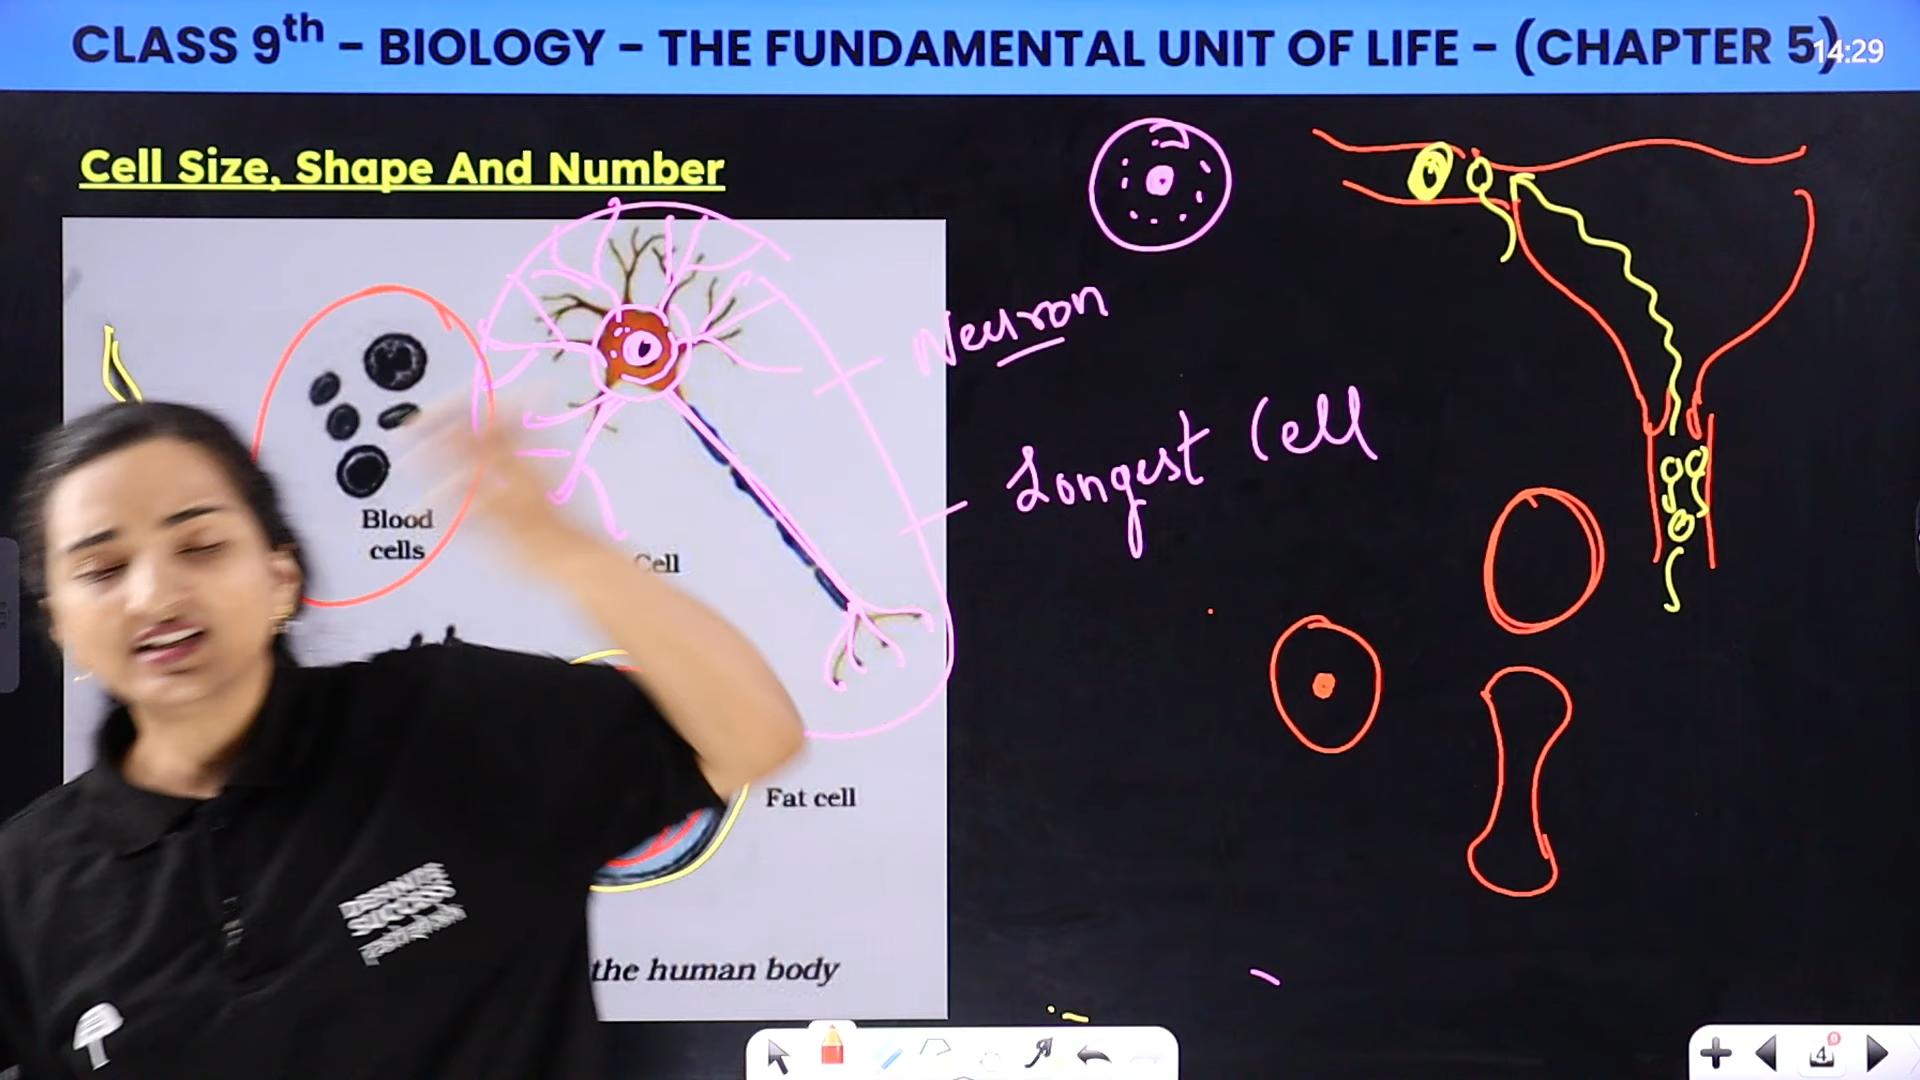 CLASS 9th – BIOLOGY – THE FUNDAMENTAL UNIT OF LIFE – (CHAPTER 5)
14:29
Cell Size, Shape And Number
Neuron
Longest Cell
Blood
cells
Cell
Fat cell
the human body
4